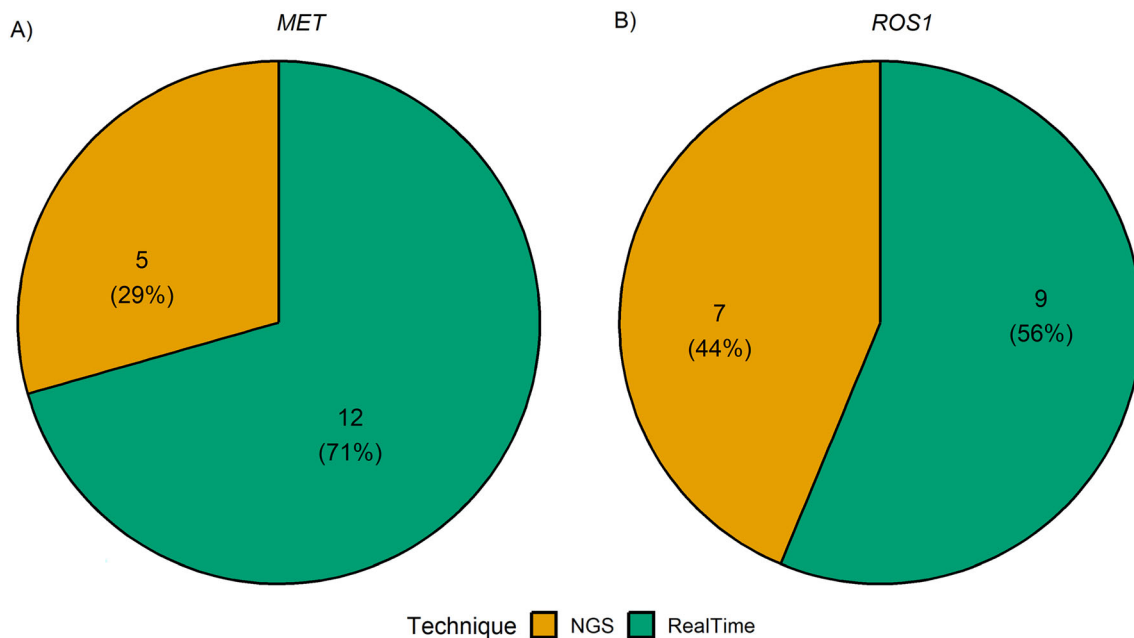 A)
MET
5
(29%)
12
(71%)
B)
ROS1
7
(44%)
9
(56%)
Technique NGS RealTime